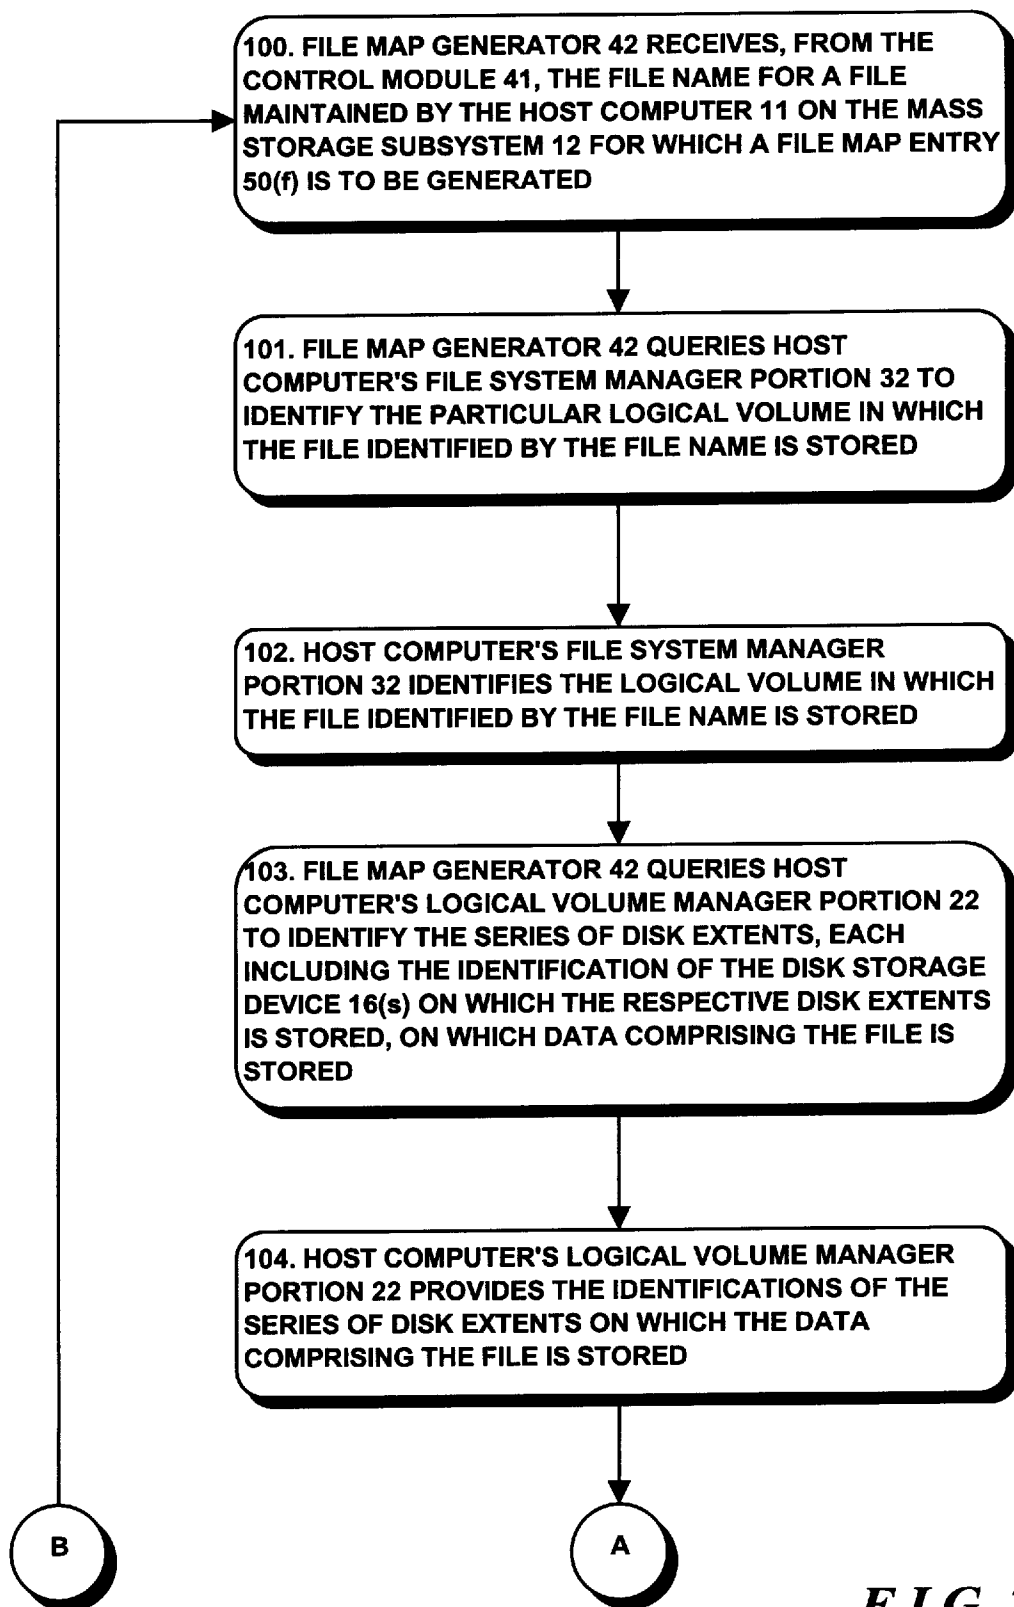 100. FILE MAP GENERATOR 42 RECEIVES, FROM THE
CONTROL MODULE 41, THE FILE NAME FOR A FILE
MAINTAINED BY THE HOST COMPUTER 11 ON THE MASS
STORAGE SUBSYSTEM 12 FOR WHICH A FILE MAP ENTRY
50(f) IS TO BE GENERATED
101. FILE MAP GENERATOR 42 QUERIES HOST
COMPUTER'S FILE SYSTEM MANAGER PORTION 32 TO
IDENTIFY THE PARTICULAR LOGICAL VOLUME IN WHICH
THE FILE IDENTIFIED BY THE FILE NAME IS STORED
102. HOST COMPUTER'S FILE SYSTEM MANAGER
PORTION 32 IDENTIFIES THE LOGICAL VOLUME IN WHICH
THE FILE IDENTIFIED BY THE FILE NAME IS STORED
103. FILE MAP GENERATOR 42 QUERIES HOST
COMPUTER'S LOGICAL VOLUME MANAGER PORTION 22
TO IDENTIFY THE SERIES OF DISK EXTENTS, EACH
INCLUDING THE IDENTIFICATION OF THE DISK STORAGE
DEVICE 16(s) ON WHICH THE RESPECTIVE DISK EXTENTS
IS STORED, ON WHICH DATA COMPRISING THE FILE IS
STORED
104. HOST COMPUTER'S LOGICAL VOLUME MANAGER
PORTION 22 PROVIDES THE IDENTIFICATIONS OF THE
SERIES OF DISK EXTENTS ON WHICH THE DATA
COMPRISING THE FILE IS STORED
B
A
FIG.